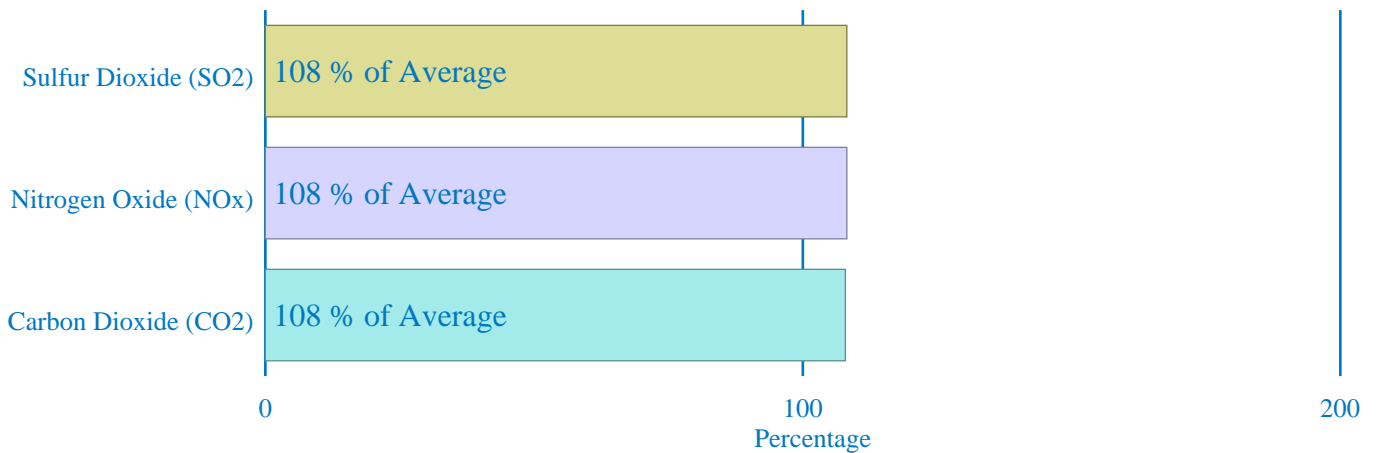 Sulfur Dioxide (SO2) 108 % of Average
Nitrogen Oxide (NOx) 108 % of Average
Carbon Dioxide (CO2) 108 % of Average
0 100 200
Percentage